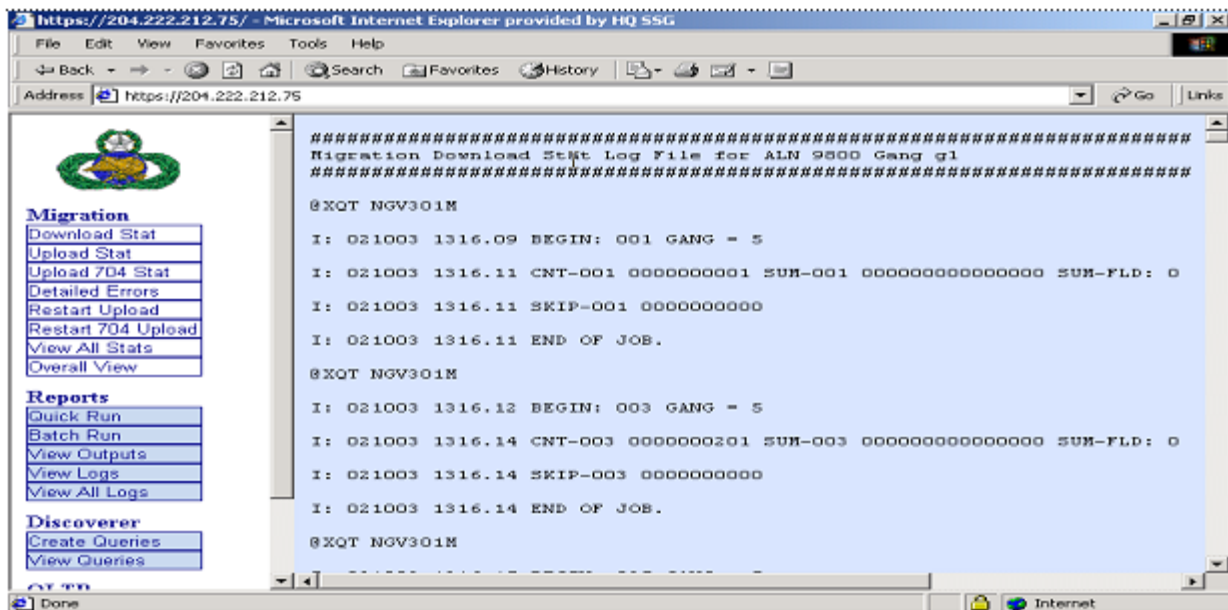 https://204.222.212.75/ - Microsoft Internet Explorer provided by HQ SSG
File Edit View Favorites Tools Help
Back Search Favorites History
Address https://204.222.212.75 Go Links
Migration
Download Stat
Upload Stat
Upload 704 Stat
Detailed Errors
Restart Upload
Restart 704 Upload
View All Stats
Overall View
Reports
Quick Run
Batch Run
View Outputs
View Logs
View All Logs
Discoverer
Create Queries
View Queries
########################################################################
Migration Download Stat Log File for ALN 9800 Gang g1
########################################################################
@XQT NGV301M
I: 021003 1316.09 BEGIN: 001 GANG = 5
I: 021003 1316.11 CNT-001 0000000001 SUM-001 000000000000000 SUM-FLD: 0
I: 021003 1316.11 SKIP-001 0000000000
I: 021003 1316.11 END OF JOB.
@XQT NGV301M
I: 021003 1316.12 BEGIN: 003 GANG = 5
I: 021003 1316.14 CNT-003 0000000201 SUM-003 000000000000000 SUM-FLD: 0
I: 021003 1316.14 SKIP-003 0000000000
I: 021003 1316.14 END OF JOB.
@XQT NGV301M
Done Internet